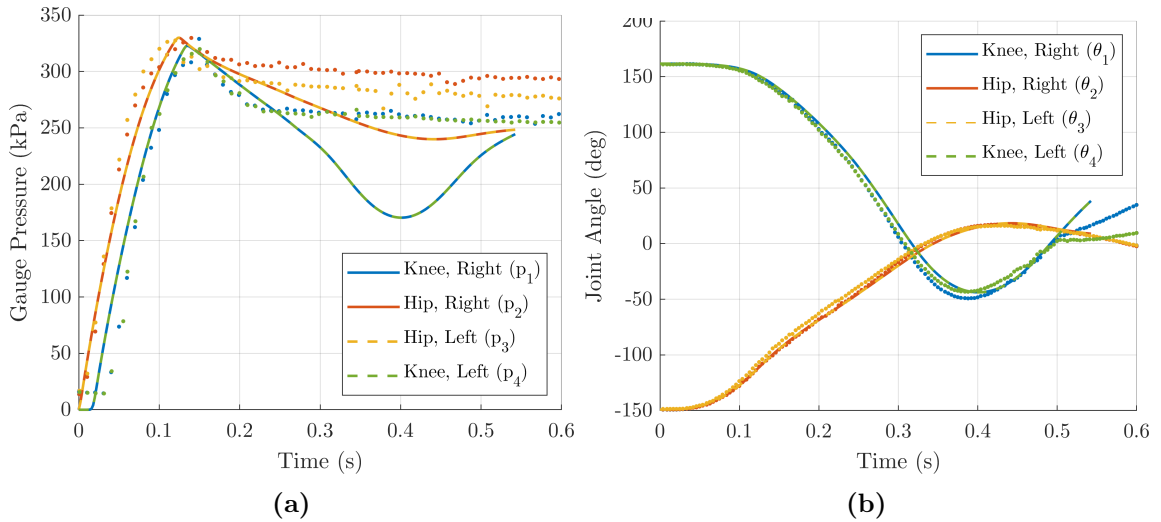 350
300
250
200
150
100
50
0
0
0.1
0.2
0.3
0.4
0.5
0.6
Gauge Pressure (kPa)
Time (s)
Knee, Right (p1)
Hip, Right (p2)
Hip, Left (p3)
Knee, Left (p4)
(a)
200
150
100
50
0
-50
-100
-150
0
0.1
0.2
0.3
0.4
0.5
0.6
Joint Angle (deg)
Time (s)
Knee, Right (θ1)
Hip, Right (θ2)
Hip, Left (θ3)
Knee, Left (θ4)
(b)